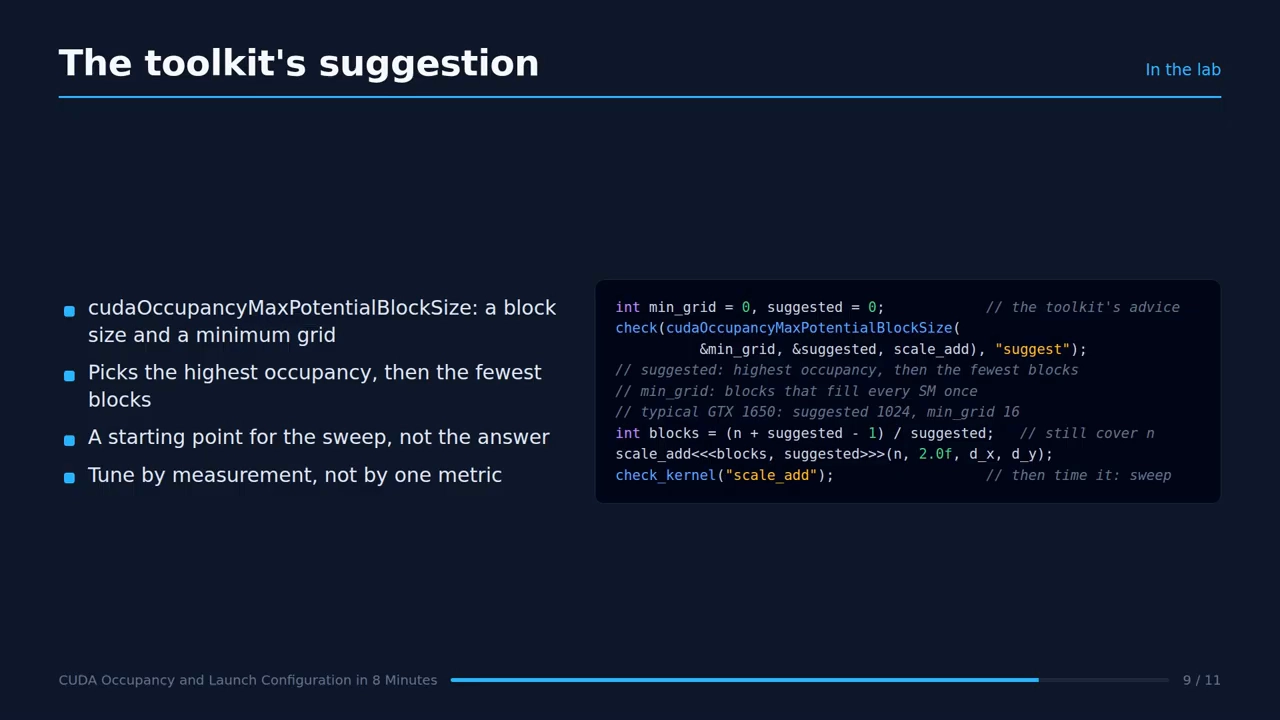 The toolkit's suggestion
In the lab
cudaOccupancyMaxPotentialBlockSize: a block
size and a minimum grid
Picks the highest occupancy, then the fewest
blocks
A starting point for the sweep, not the answer
Tune by measurement, not by one metric
int min_grid = 0, suggested = 0;            // the toolkit's advice
check(cudaOccupancyMaxPotentialBlockSize(
          &min_grid, &suggested, scale_add), "suggest");
// suggested: highest occupancy, then the fewest blocks
// min_grid: blocks that fill every SM once
// typical GTX 1650: suggested 1024, min_grid 16
int blocks = (n + suggested - 1) / suggested;   // still cover n
scale_add<<<blocks, suggested>>>(n, 2.0f, d_x, d_y);
check_kernel("scale_add");                  // then time it: sweep
CUDA Occupancy and Launch Configuration in 8 Minutes
9 / 11